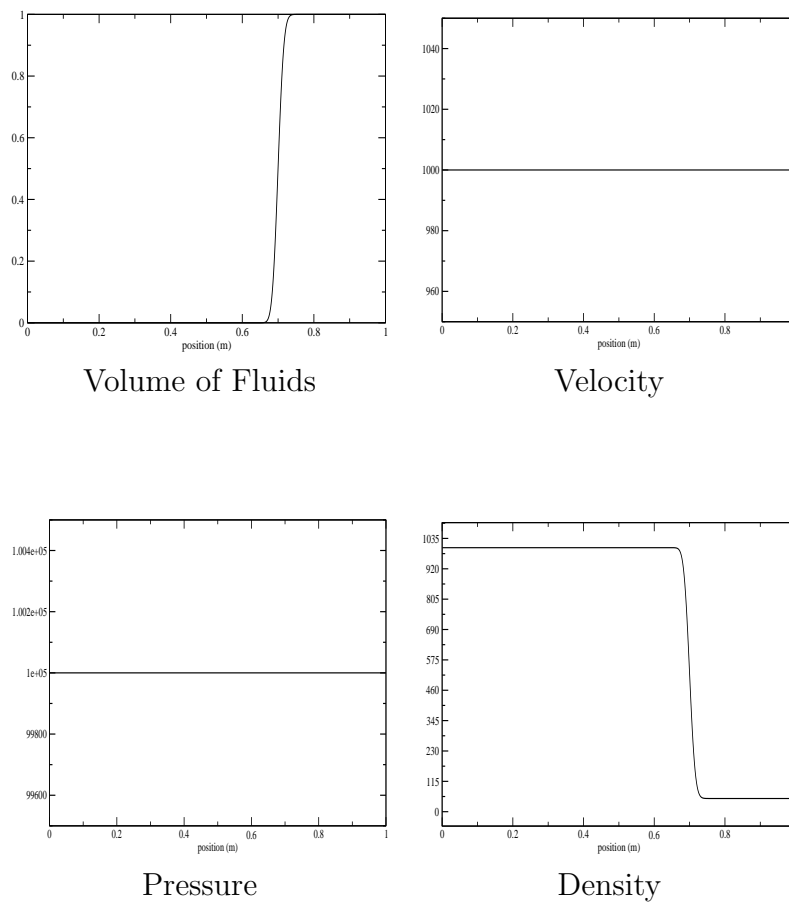 1
0.8
0.6
0.4
0.2
0
0 0.2 0.4 0.6 0.8 1
position (m)
Volume of Fluids
1040
1020
1000
980
960
0 0.2 0.4 0.6 0.8
position (m)
Velocity
1.004e+05
1.002e+05
1e+05
99800
99600
0 0.2 0.4 0.6 0.8 1
position (m)
Pressure
1035
920
805
690
575
460
345
230
115
0
0 0.2 0.4 0.6 0.8
position (m)
Density